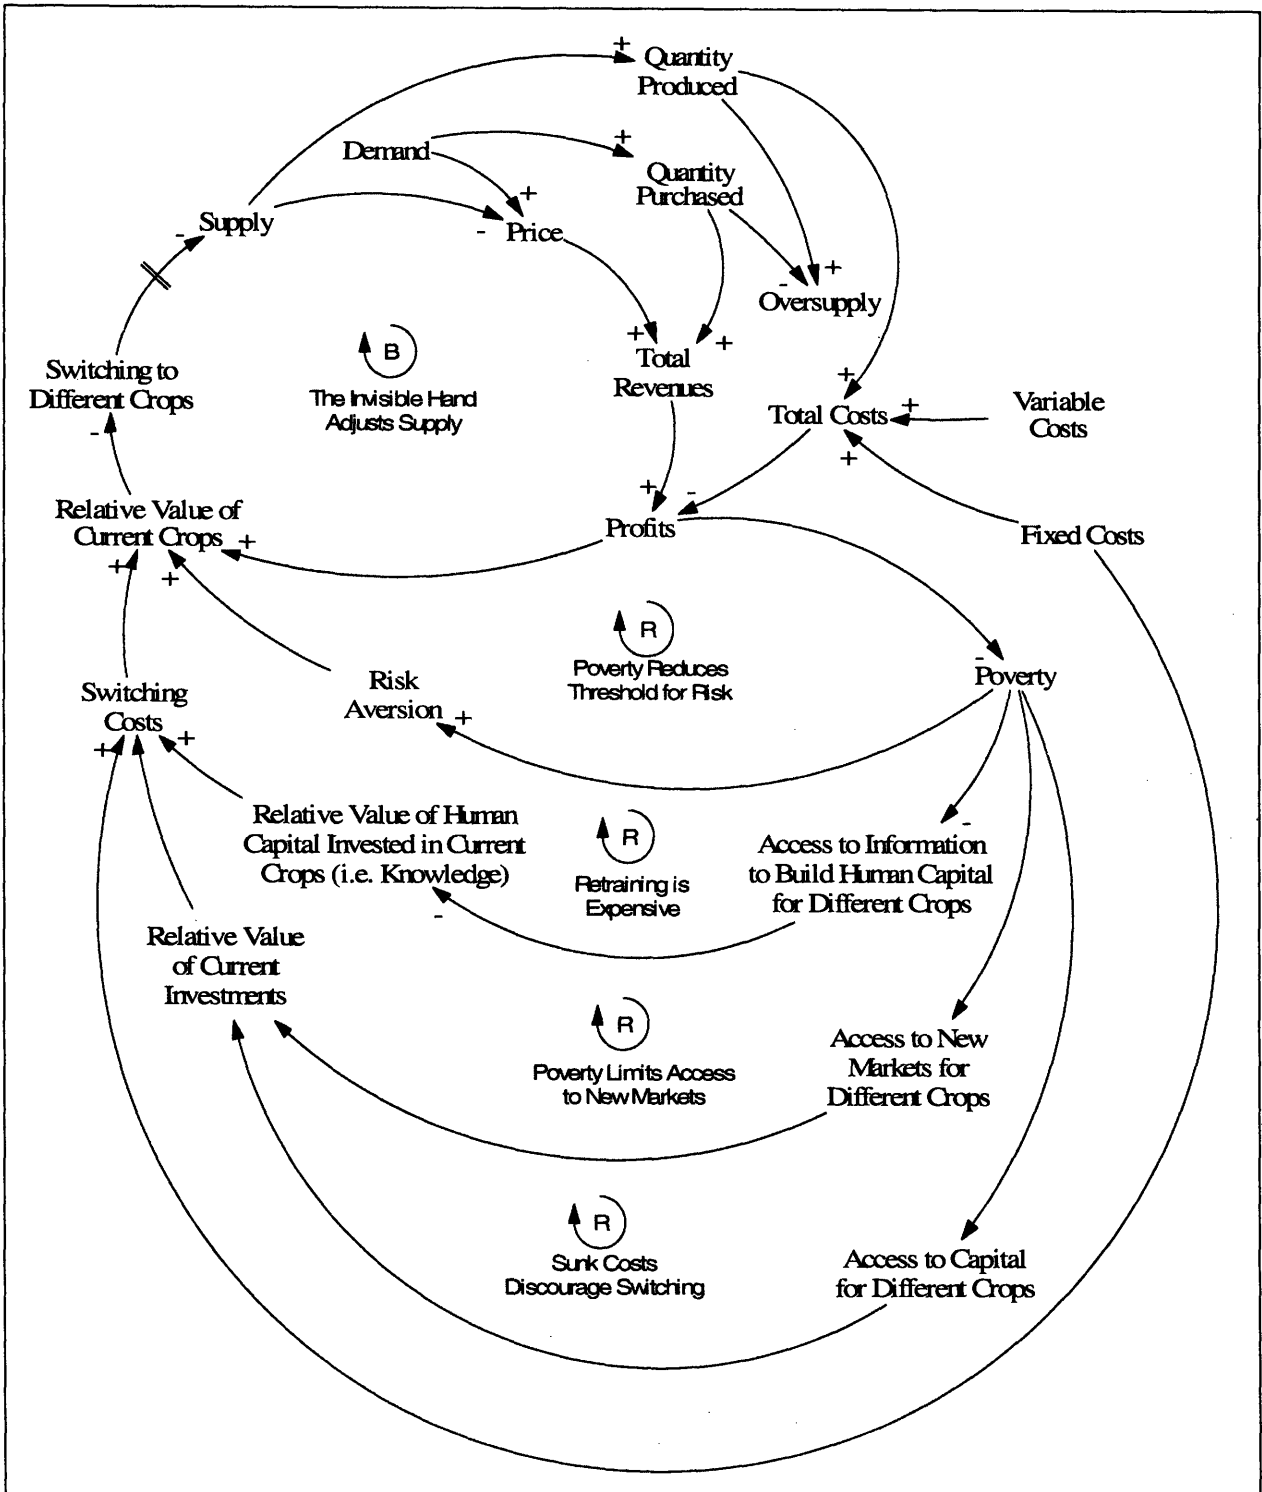 +
Quantity
Produced
Demand
+
Quantity
Purchased
Supply
-
+
-
Price
+
-
Oversupply
B
The Invisible Hand
Adjusts Supply
+
+
Total
Revenues
Switching to
Different Crops
-
+
Total Costs
+
+
Variable
Costs
Relative Value of
Current Crops
+
+
+
+
-
Profits
Fixed Costs
R
Poverty Reduces
Threshold for Risk
-
Poverty
Switching
Costs
+
+
Risk
Aversion
+
Relative Value of Human
Capital Invested in Current
Crops (i.e. Knowledge)
-
R
Retraining is
Expensive
-
Access to Information
to Build Human Capital
for Different Crops
Relative Value
of Current
Investments
R
Poverty Limits Access
to New Markets
Access to New
Markets for
Different Crops
R
Sunk Costs
Discourage Switching
Access to Capital
for Different Crops